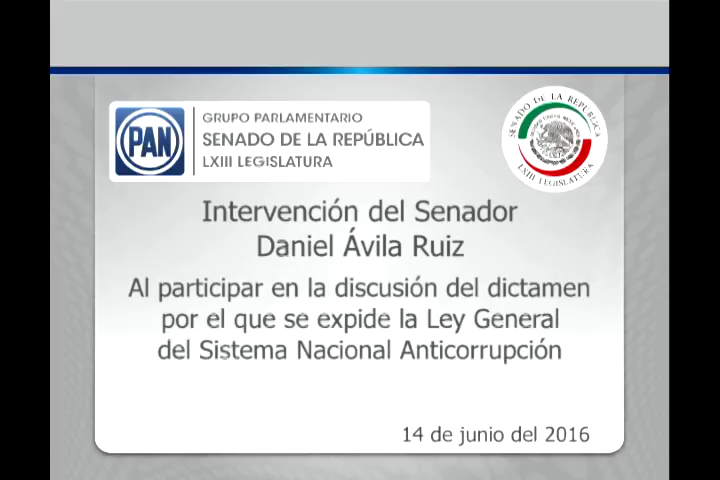 PAN
GRUPO PARLAMENTARIO
SENADO DE LA REPÚBLICA
LXIII LEGISLATURA
SENADO DE LA REPÚBLICA
LXIII LEGISLATURA
Intervención del Senador
Daniel Ávila Ruiz
Al participar en la discusión del dictamen
por el que se expide la Ley General
del Sistema Nacional Anticorrupción
14 de junio del 2016